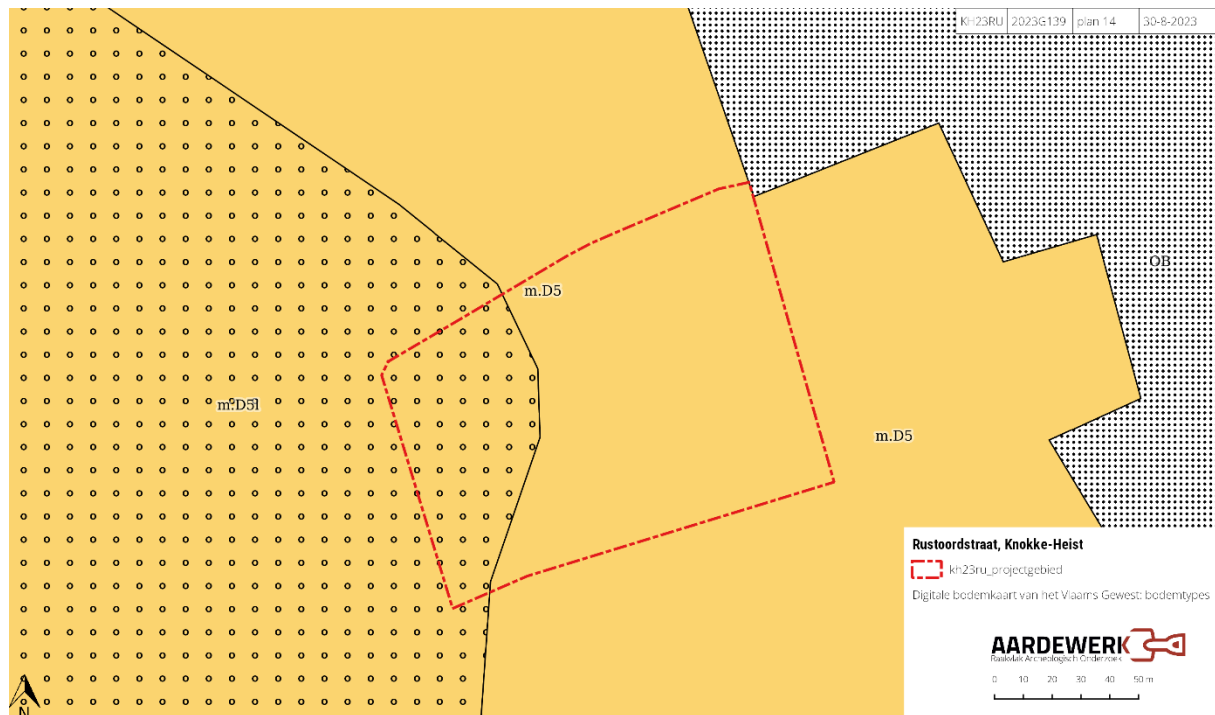 KH23RU 2023G139 plan 14 30-8-2023
OB
m.D5
m.D5l
m.D5
Rustoordstraat, Knokke-Heist
kh23ru_projectgebied
Digitale bodemkaart van het Vlaams Gewest: bodemtypes
AARDEWERK
Raakvlak Archeologisch Onderzoek
0 10 20 30 40 50 m
N